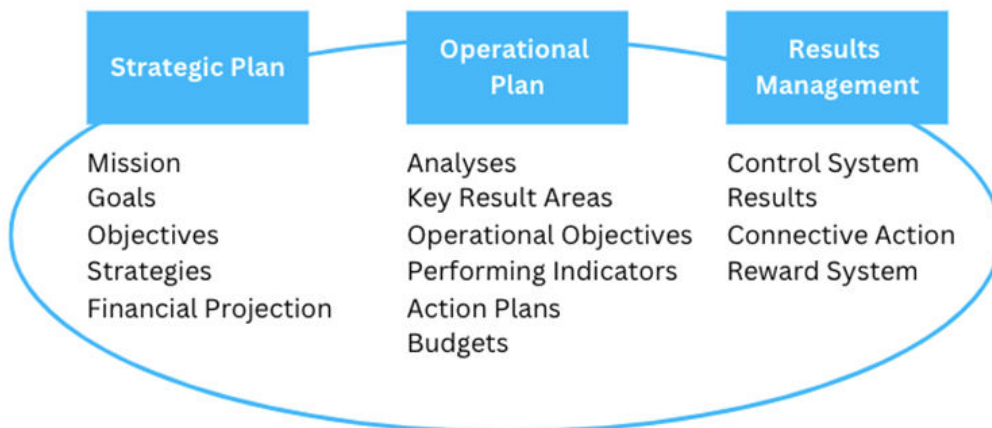 Strategic Plan
Mission
Goals
Objectives
Strategies
Financial Projection
Operational
Plan
Analyses
Key Result Areas
Operational Objectives
Performing Indicators
Action Plans
Budgets
Results
Management
Control System
Results
Connective Action
Reward System